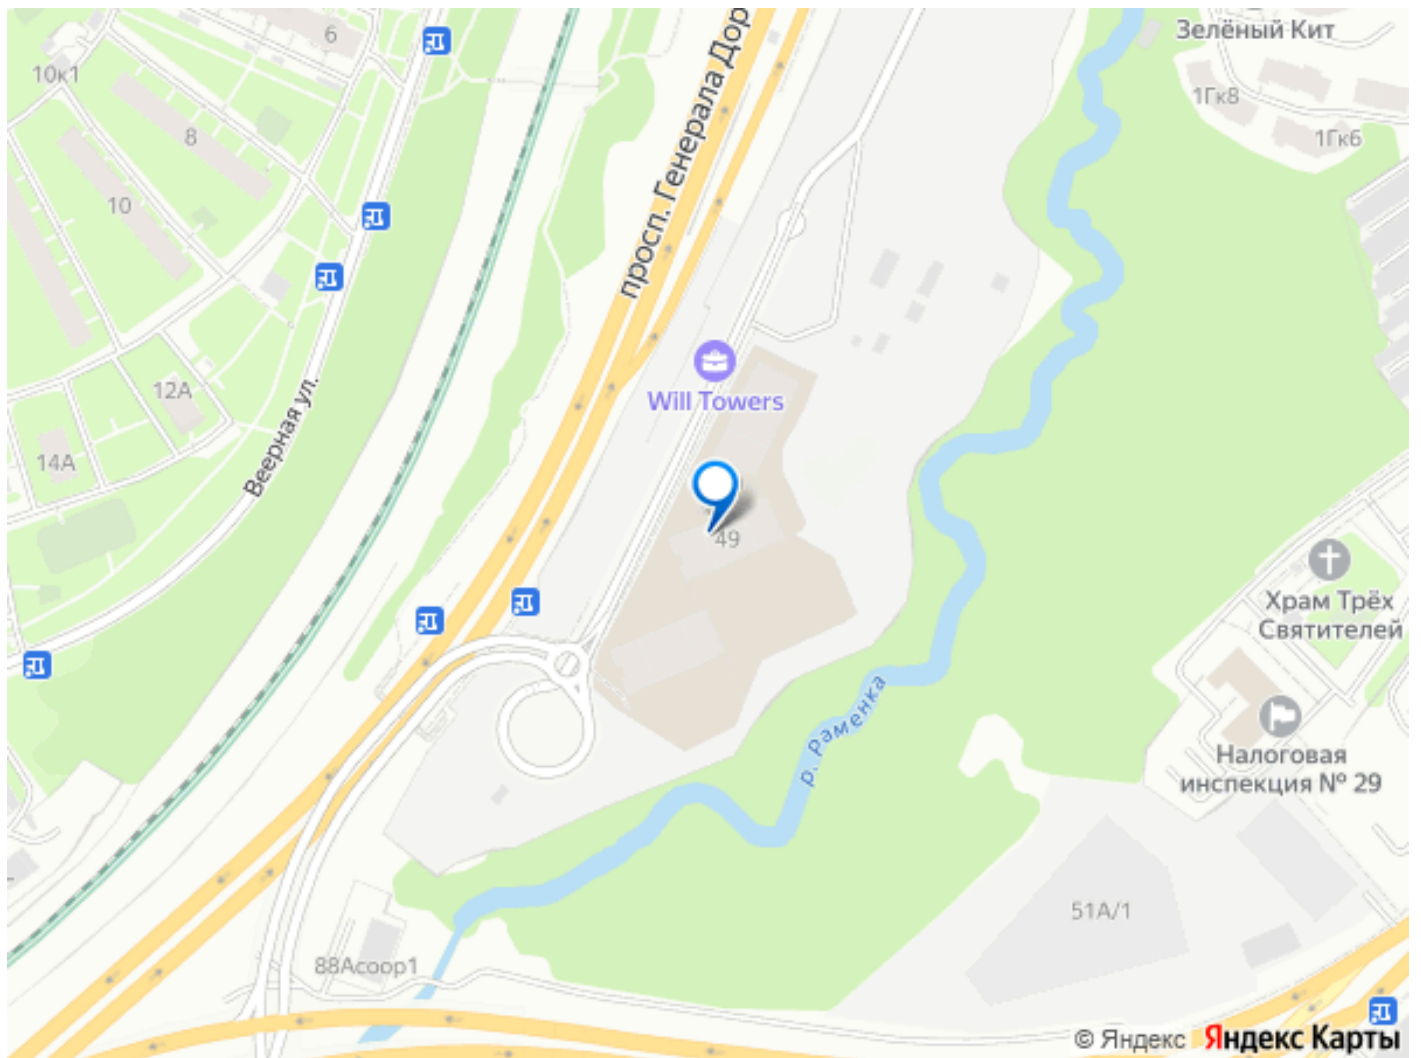 Зелёный Кит
6
10к1
8
1Гк8
1Гк6
10
просп. Генерала Дор
12А
Will Towers
Веерная ул.
14А
49
Храм Трёх
Святителей
р. Раменка
Налоговая
инспекция № 29
51А/1
88Асоор1
© Яндекс Яндекс Карты